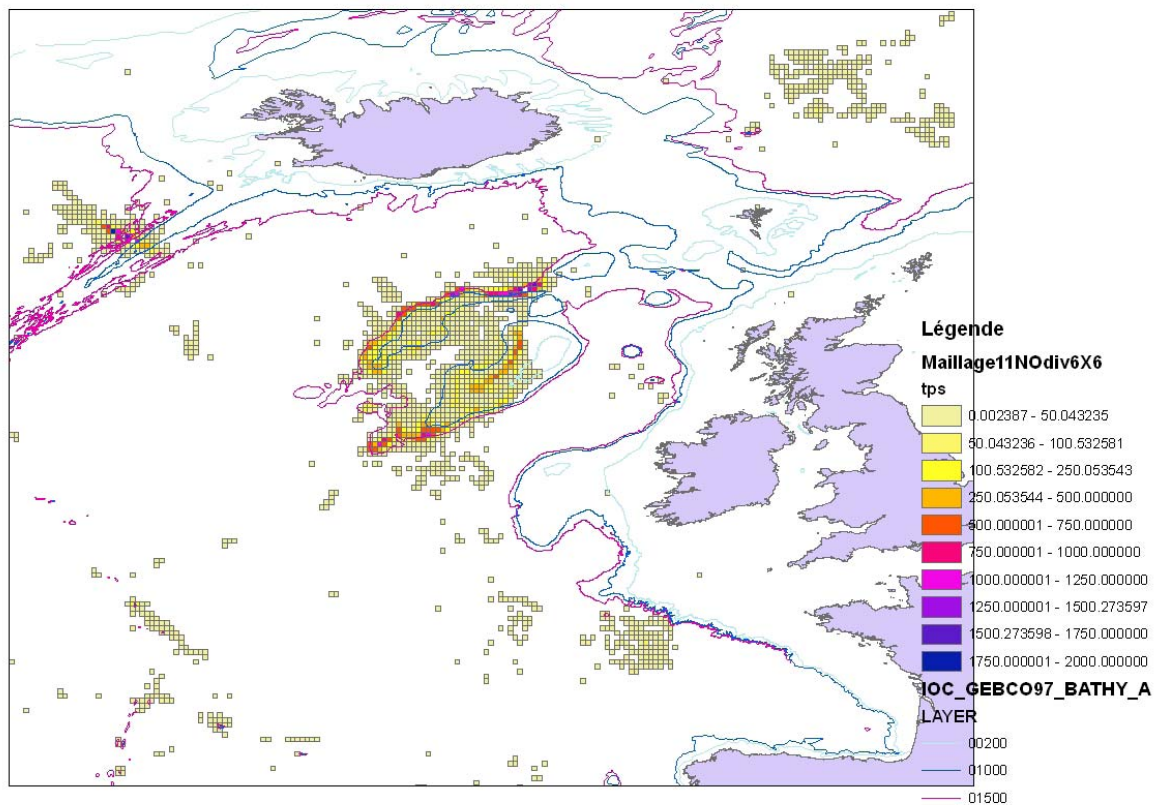 Légende
Maillage11NOdiv6X6
tps
0.002387 - 50.043235
50.043236 - 100.532581
100.532582 - 250.053543
250.053544 - 500.000000
500.000001 - 750.000000
750.000001 - 1000.000000
1000.000001 - 1250.000000
1250.000001 - 1500.273597
1500.273598 - 1750.000000
1750.000001 - 2000.000000
IOC_GEBCO97_BATHY_A
LAYER
00200
01000
01500